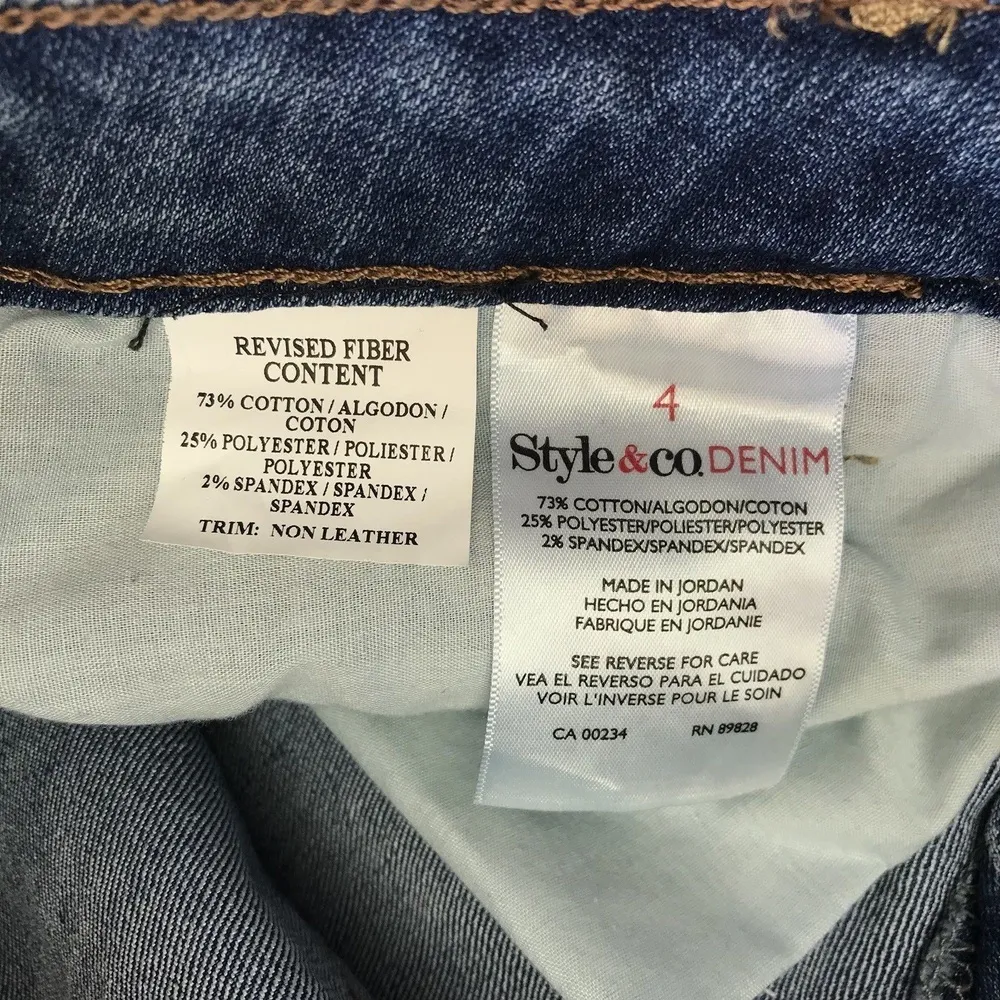 REVISED FIBER
CONTENT
73% COTTON / ALGODON /
COTON
25% POLYESTER / POLIESTER /
POLYESTER
2% SPANDEX / SPANDEX /
SPANDEX
TRIM: NON LEATHER
4
Style&co. DENIM
73% COTTON/ALGODON/COTON
25% POLYESTER/POLIESTER/POLYESTER
2% SPANDEX/SPANDEX/SPANDEX
MADE IN JORDAN
HECHO EN JORDANIA
FABRIQUE EN JORDANIE
SEE REVERSE FOR CARE
VEA EL REVERSO PARA EL CUIDADO
VOIR L'INVERSE POUR LE SOIN
CA 00234 RN 89828